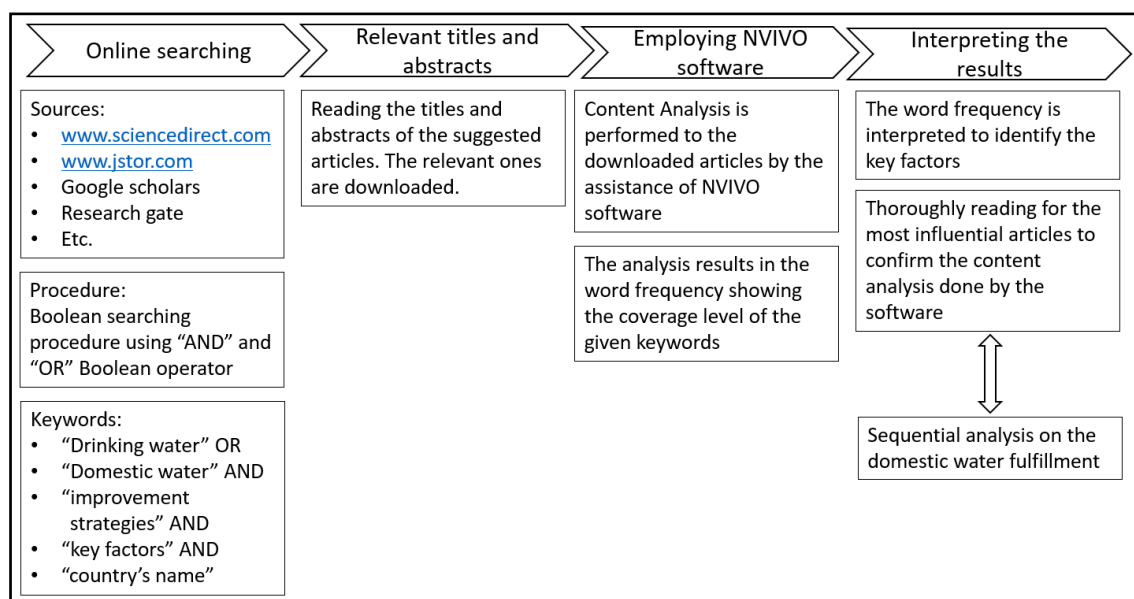 Online searching
Relevant titles and
abstracts
Employing NVIVO
software
Interpreting the
results
Sources:
• www.sciencedirect.com
• www.jstor.com
• Google scholars
• Research gate
• Etc.
Procedure:
Boolean searching
procedure using “AND” and
“OR” Boolean operator
Keywords:
• “Drinking water” OR
• “Domestic water” AND
• “improvement
strategies” AND
• “key factors” AND
• “country’s name”
Reading the titles and
abstracts of the suggested
articles. The relevant ones
are downloaded.
Content Analysis is
performed to the
downloaded articles by the
assistance of NVIVO
software
The analysis results in the
word frequency showing
the coverage level of the
given keywords
The word frequency is
interpreted to identify the
key factors
Thoroughly reading for the
most influential articles to
confirm the content
analysis done by the
software
Sequential analysis on the
domestic water fulfillment